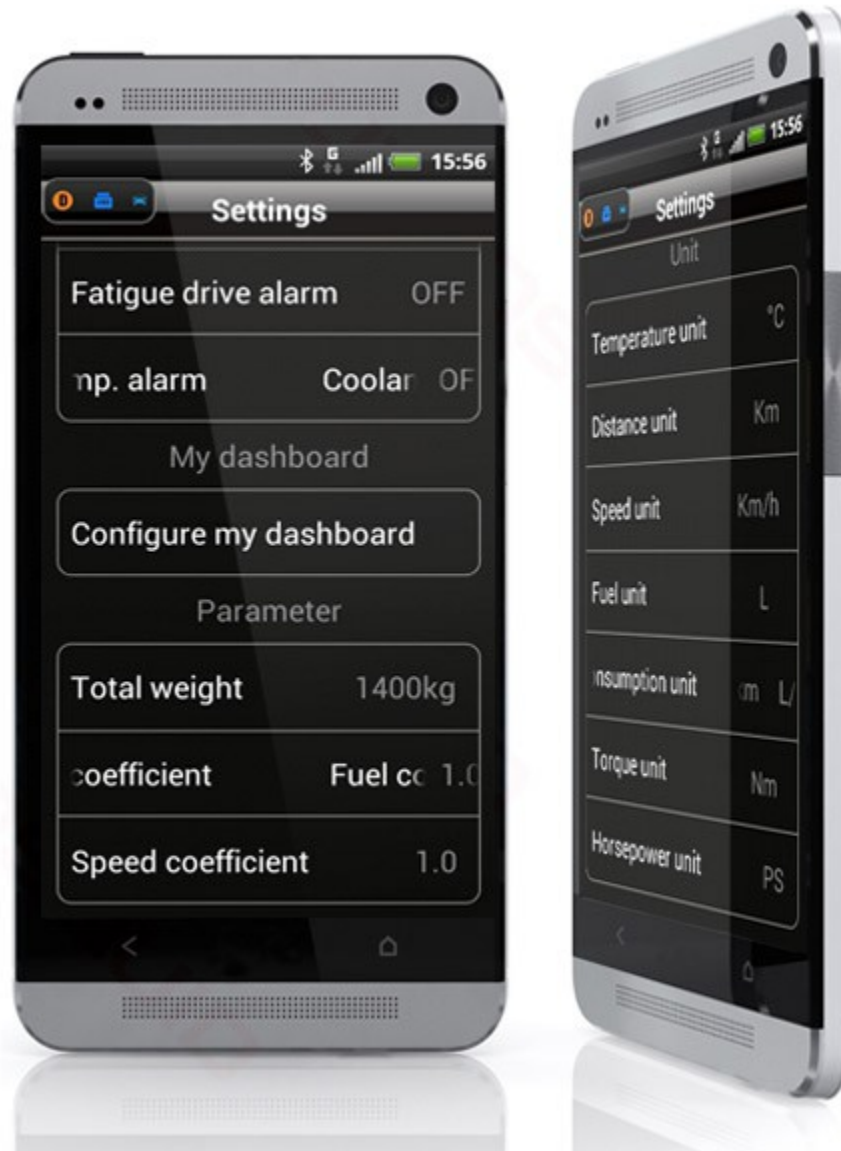 15:56
Settings
Fatigue drive alarm OFF
np. alarm Coolar OF
My dashboard
Configure my dashboard
Parameter
Total weight 1400kg
coefficient Fuel cc 1.0
Speed coefficient 1.0
15:56
Settings
Unit
Temperature unit °C
Distance unit Km
Speed unit Km/h
Fuel unit L
nsumption unit m L/
Torque unit Nm
Horsepower unit PS